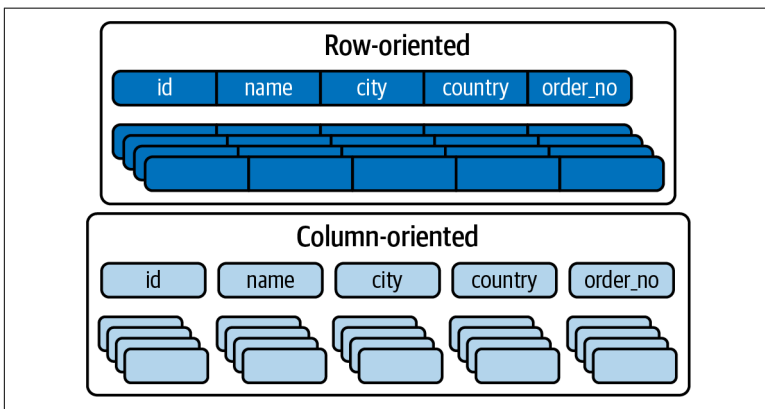 Row-oriented
id name city country order_no
Column-oriented
id name city country order_no